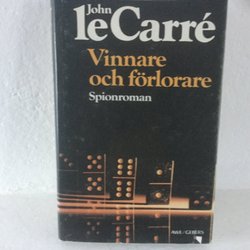 John
le Carré
Vinnare
och förlorare
Spionroman
AWE/GEBERS